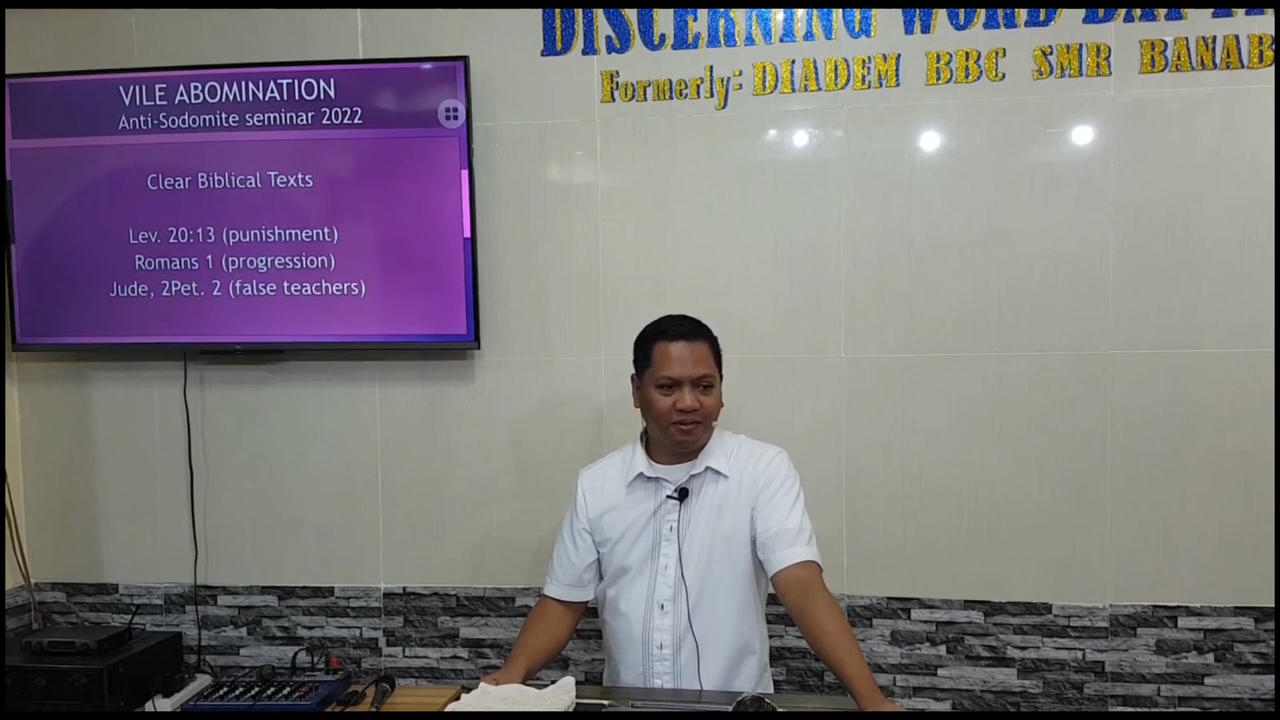 VILE ABOMINATION
Anti-Sodomite seminar 2022
Clear Biblical Texts
Lev. 20:13 (punishment)
Romans 1 (progression)
Jude, 2Pet. 2 (false teachers)
DISCERNING WORD
Formerly: DIADEM BBC SMR BANAB